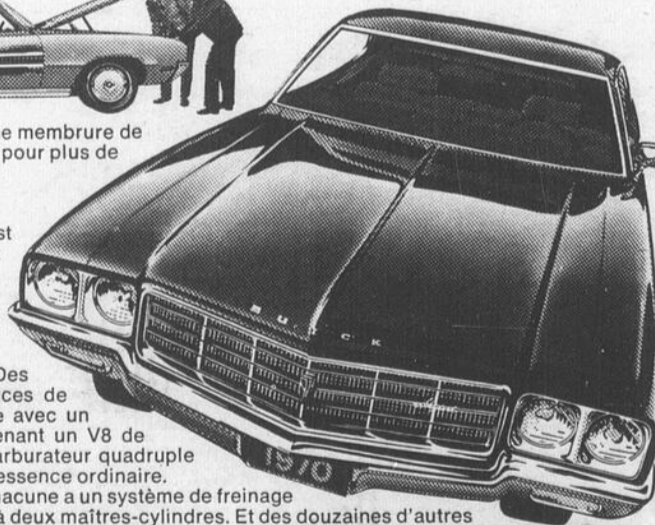 e membrure de
pour plus de
st
BUICK
Des
ces de
e avec un
enant un V8 de
arburateur quadruple
essence ordinaire.
acune a un système de freinage
à deux maîtres-cylindres. Et des douzaines d'autres
1970